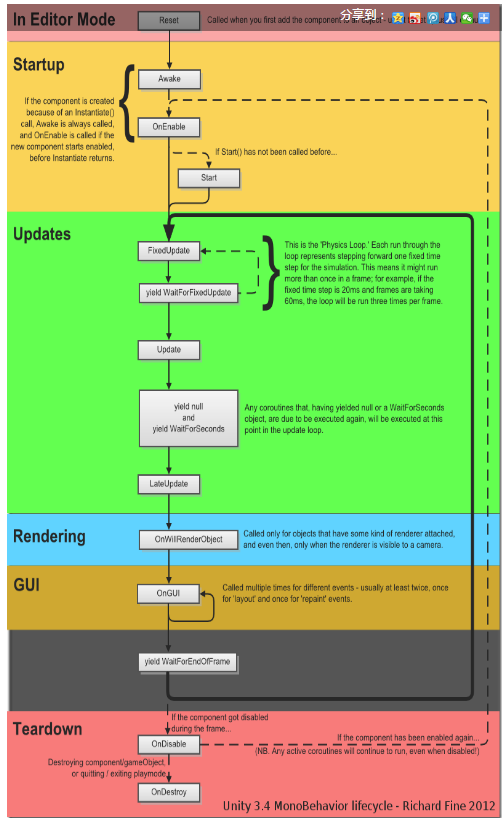 In Editor Mode
Reset
Called when you first add the component to an object -
分享到：
Startup
Awake
If the component is created
because of an Instantiate()
call, Awake is always called,
and OnEnable is called if the
new component starts enabled,
before Instantiate returns.
OnEnable
If Start() has not been called before...
Start
Updates
FixedUpdate
This is the 'Physics Loop.' Each run through the
loop represents stepping forward one fixed time
step for the simulation. This means it might run
more than once in a frame; for example, if the
fixed time step is 20ms and frames are taking
60ms, the loop will be run three times per frame.
yield WaitForFixedUpdate
Update
yield null
and
yield WaitForSeconds
Any coroutines that, having yielded null or a WaitForSeconds
object, are due to be executed again, will be executed at this
point in the update loop.
LateUpdate
Rendering
OnWillRenderObject
Called only for objects that have some kind of renderer attached,
and even then, only when the renderer is visible to a camera.
GUI
OnGUI
Called multiple times for different events - usually at least twice, once
for 'layout' and once for 'repaint' events.
yield WaitForEndOfFrame
Teardown
If the component got disabled
during the frame...
OnDisable
If the component has been enabled again...
(NB. Any active coroutines will continue to run, even when disabled!)
Destroying component/gameObject,
or quitting / exiting playmode
OnDestroy
Unity 3.4 MonoBehavior lifecycle - Richard Fine 2012